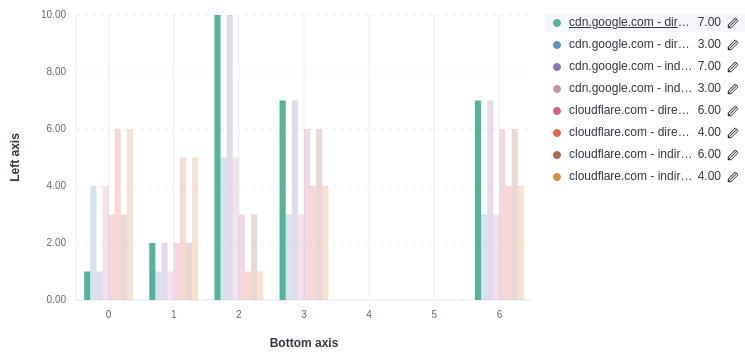 10.00
8.00
6.00
4.00
2.00
0.00
Left axis
0 1 2 3 4 5 6
Bottom axis
cdn.google.com - dir… 7.00
cdn.google.com - dir… 3.00
cdn.google.com - ind… 7.00
cdn.google.com - ind… 3.00
cloudflare.com - dire… 6.00
cloudflare.com - dire… 4.00
cloudflare.com - indir… 6.00
cloudflare.com - indir… 4.00